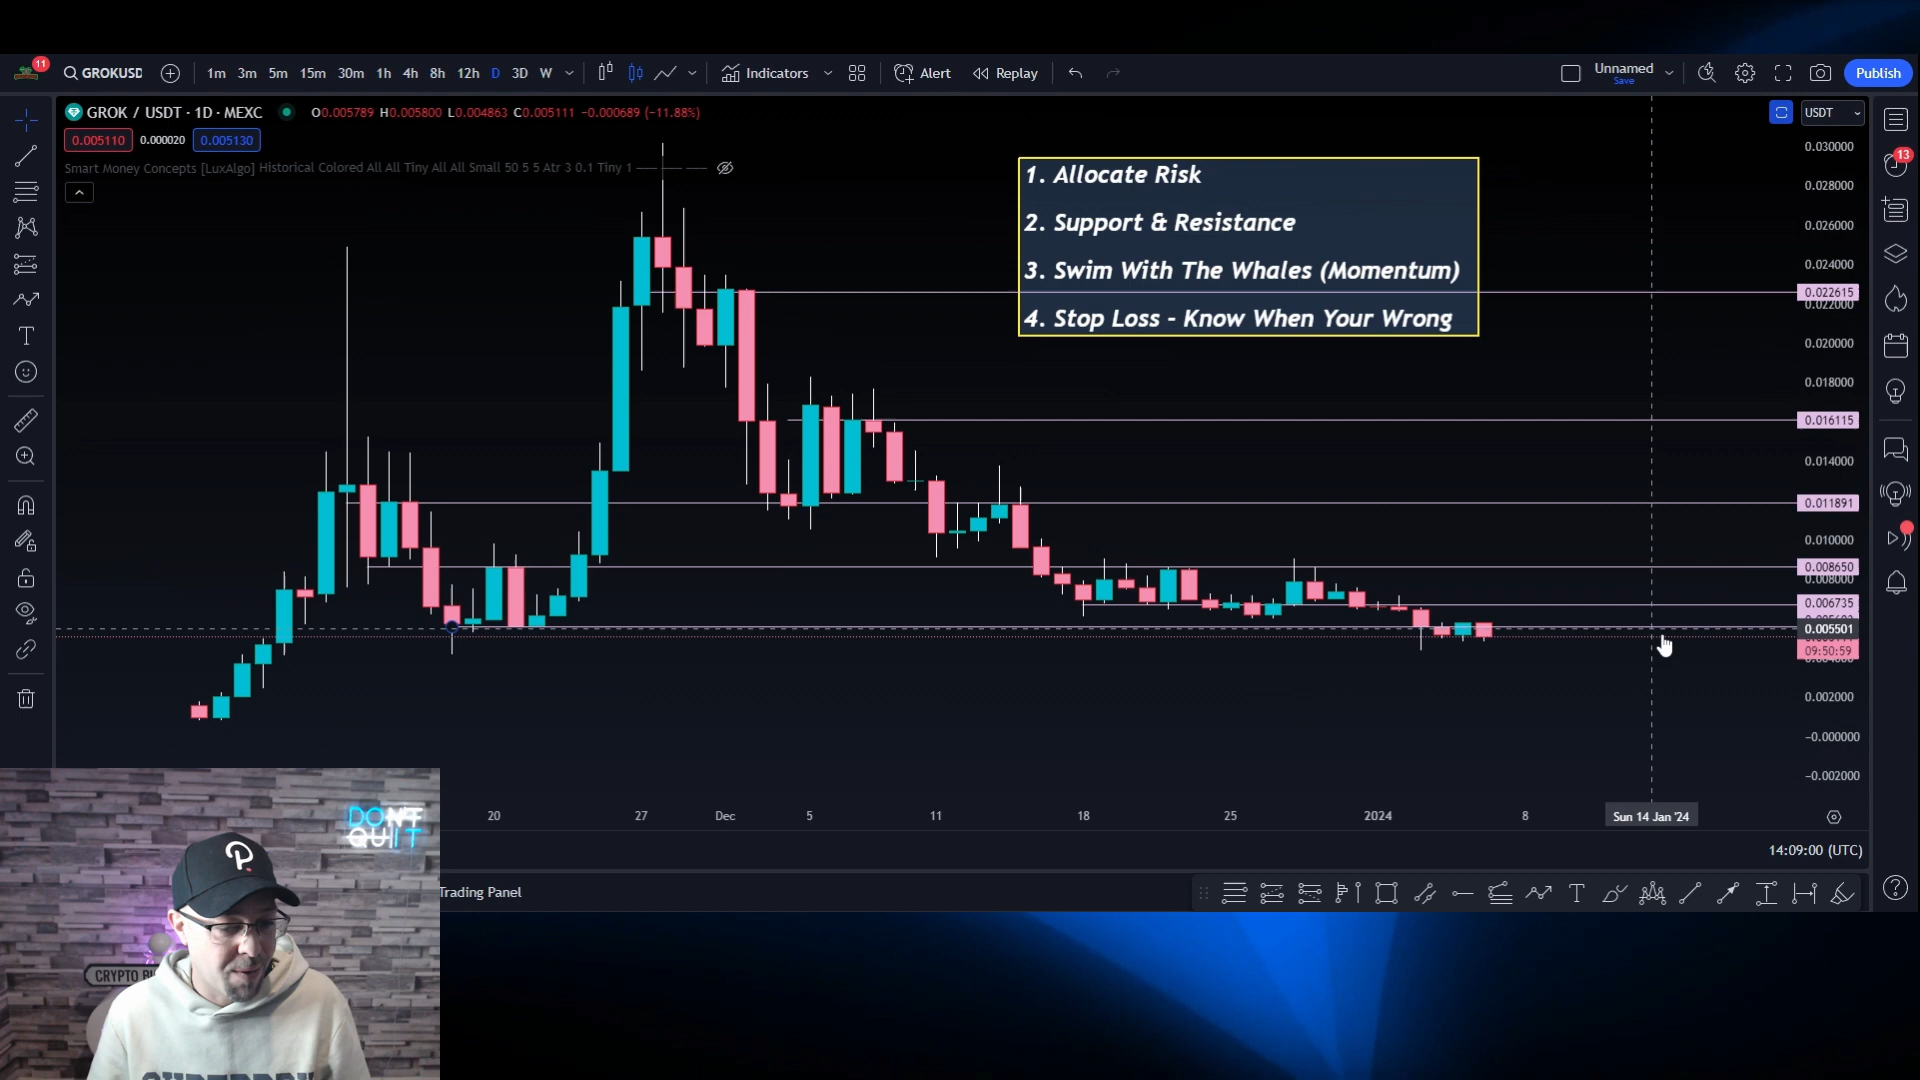 11
GROKUSD
1m 3m 5m 15m 30m 1h 4h 8h 12h D 3D W
Indicators
Alert
Replay
Unnamed
Save
Publish
GROK / USDT · 1D · MEXC
O0.005789 H0.005800 L0.004863 C0.005111 −0.000689 (−11.88%)
USDT
0.005110
0.000020
0.005130
Smart Money Concepts [LuxAlgo] Historical Colored All All Tiny All All Small 50 5 5 Atr 3 0.1 Tiny 1
13
1. Allocate Risk
2. Support & Resistance
3. Swim With The Whales (Momentum)
4. Stop Loss - Know When Your Wrong
0.030000
0.028000
0.026000
0.024000
0.022615
0.022000
0.020000
0.018000
0.016115
0.014000
0.011891
0.010000
0.008650
0.008000
0.006735
0.005501
09:50:59
0.002000
−0.000000
−0.002000
20 27 Dec 5 11 18 25 2024 8 Sun 14 Jan '24
14:09:00 (UTC)
Trading Panel
DON'T
QUIT
CRYPTO